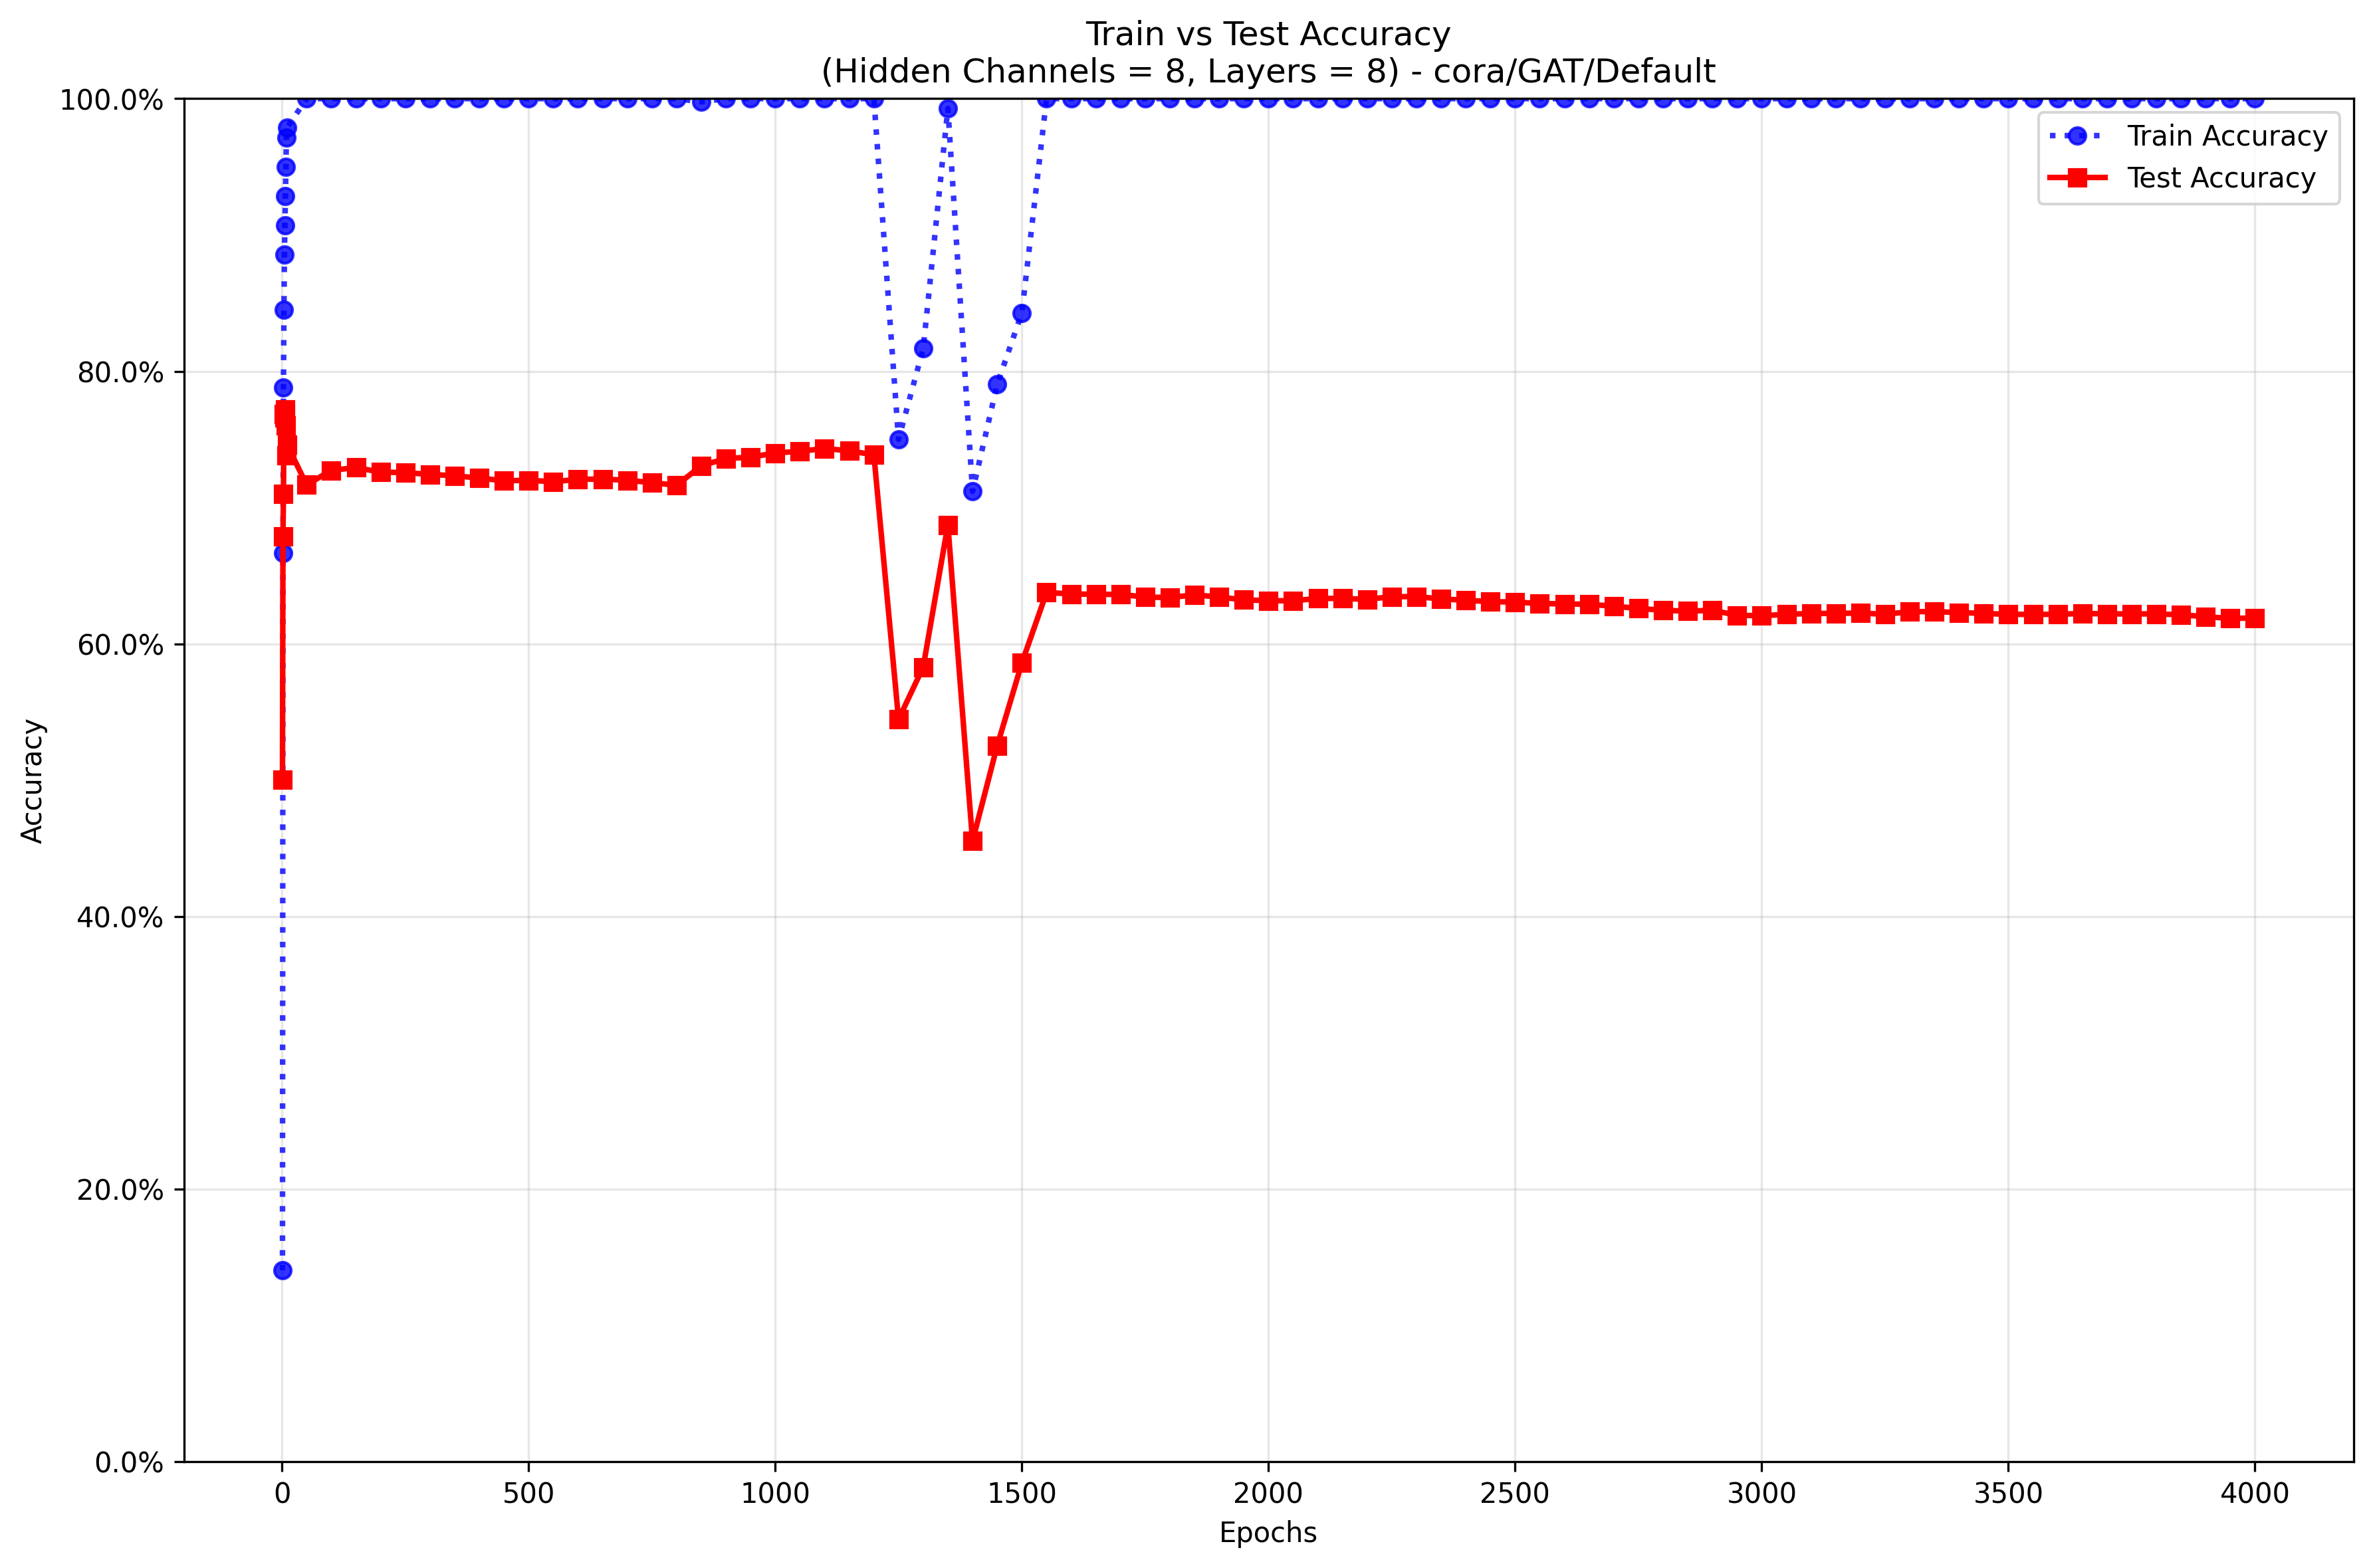 Train vs Test Accuracy
(Hidden Channels = 8, Layers = 8) - cora/GAT/Default
100.0%
80.0%
60.0%
40.0%
20.0%
0.0%
Accuracy
Train Accuracy
Test Accuracy
0 500 1000 1500 2000 2500 3000 3500 4000
Epochs